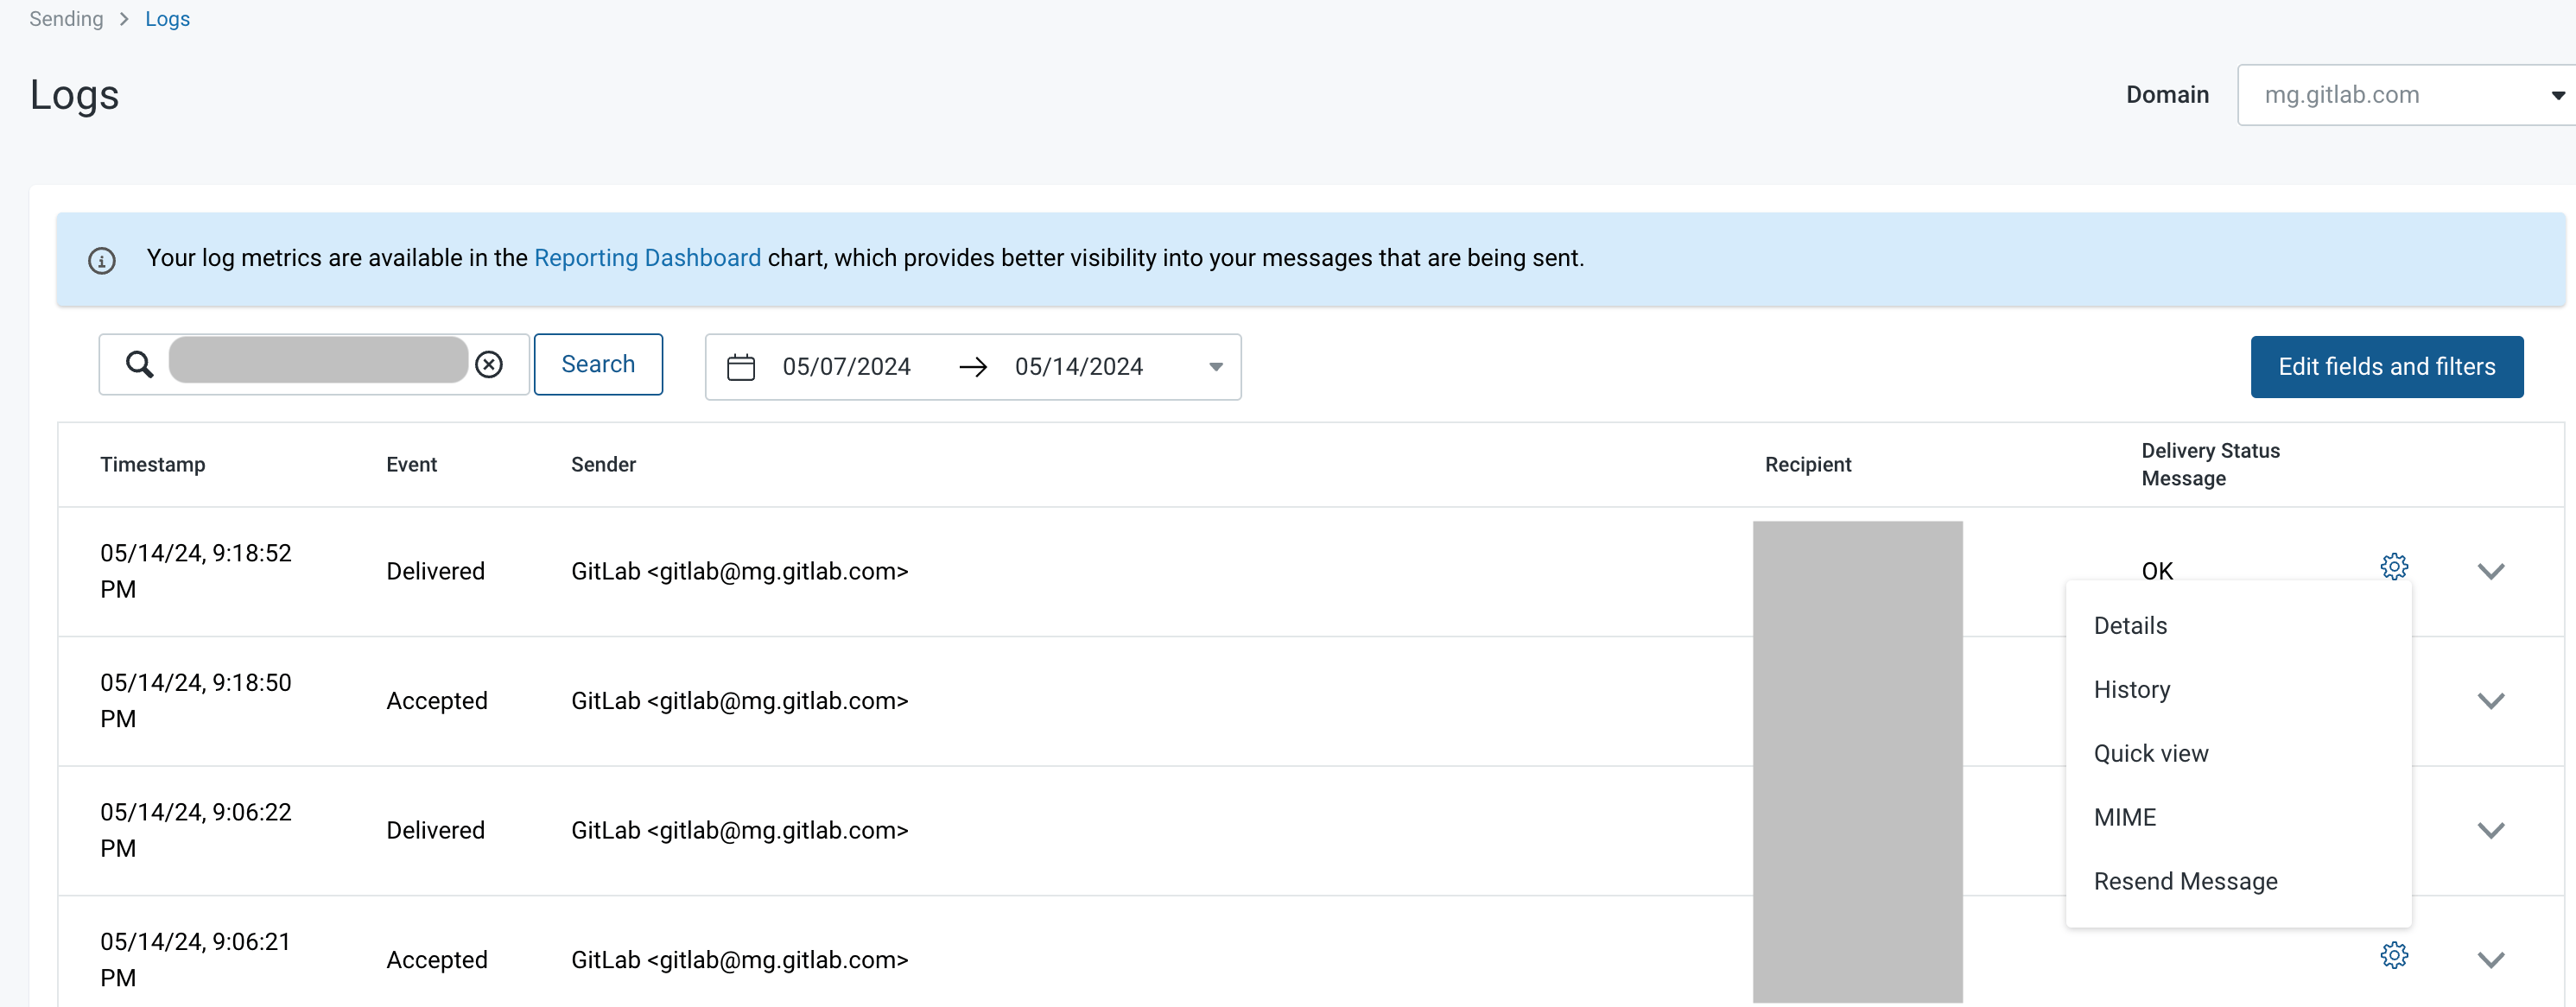 Sending > Logs
Logs
Domain
mg.gitlab.com
Your log metrics are available in the Reporting Dashboard chart, which provides better visibility into your messages that are being sent.
Search
05/07/2024 → 05/14/2024
Edit fields and filters
Timestamp
Event
Sender
Recipient
Delivery Status
Message
05/14/24, 9:18:52
PM
Delivered
GitLab <gitlab@mg.gitlab.com>
OK
05/14/24, 9:18:50
PM
Accepted
GitLab <gitlab@mg.gitlab.com>
05/14/24, 9:06:22
PM
Delivered
GitLab <gitlab@mg.gitlab.com>
05/14/24, 9:06:21
PM
Accepted
GitLab <gitlab@mg.gitlab.com>
Details
History
Quick view
MIME
Resend Message